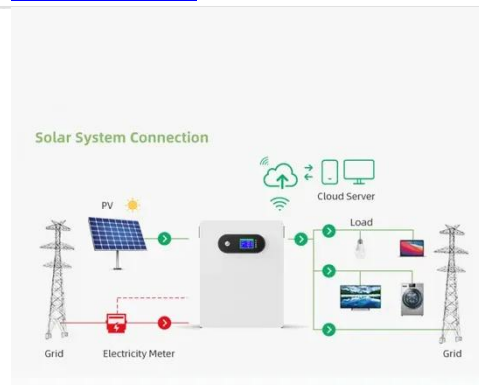 Solar System Connection
Cloud Server
PV
Load
Grid
Electricity Meter
Grid